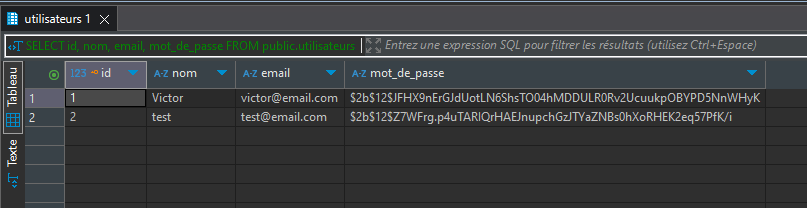 utilisateurs 1
SELECT id, nom, email, mot_de_passe FROM public.utilisateurs Entrez une expression SQL pour filtrer les résultats (utilisez Ctrl+Espace)
Tableau
Texte
123 id A-Z nom A-Z email A-Z mot_de_passe
1 1 Victor victor@email.com $2b$12$JFHX9nErGJdUotLN6ShsTO04hMDDULR0Rv2UcuukpOBYPD5NnWHyK
2 2 test test@email.com $2b$12$Z7WFrg.p4uTARIQrHAEJnupchGzJTYaZNBs0hXoRHEK2eq57PfK/i